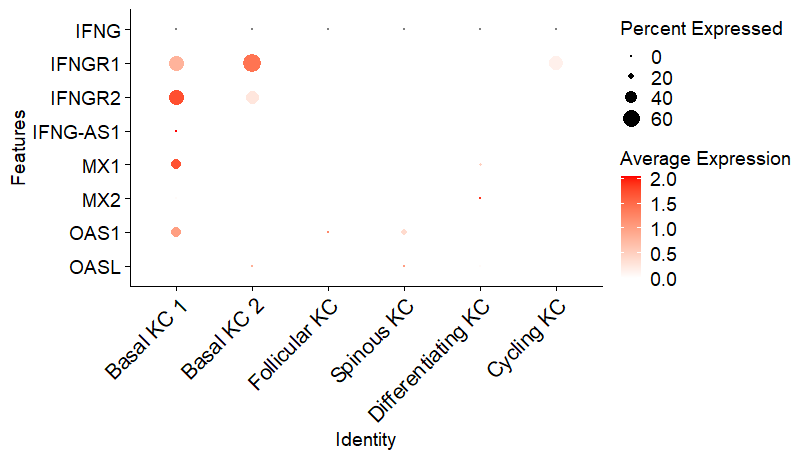 IFNG
IFNGR1
IFNGR2
IFNG-AS1
MX1
MX2
OAS1
OASL
Features
Basal KC 1
Basal KC 2
Follicular KC
Spinous KC
Differentiating KC
Cycling KC
Identity
Percent Expressed
0
20
40
60
Average Expression
2.0
1.5
1.0
0.5
0.0